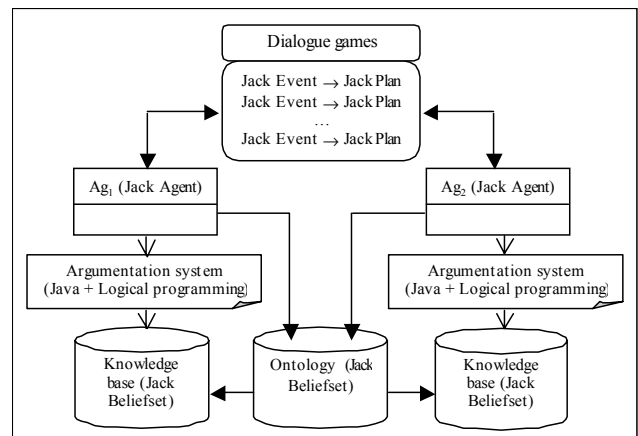 Dialogue games
Jack Event → Jack Plan
Jack Event → Jack Plan
…
Jack Event → Jack Plan
Ag1 (Jack Agent)
Ag2 (Jack Agent)
Argumentation system
(Java + Logical programming)
Argumentation system
(Java + Logical programming)
Knowledge
base (Jack
Beliefset)
Ontology (Jack
Beliefset)
Knowledge
base (Jack
Beliefset)